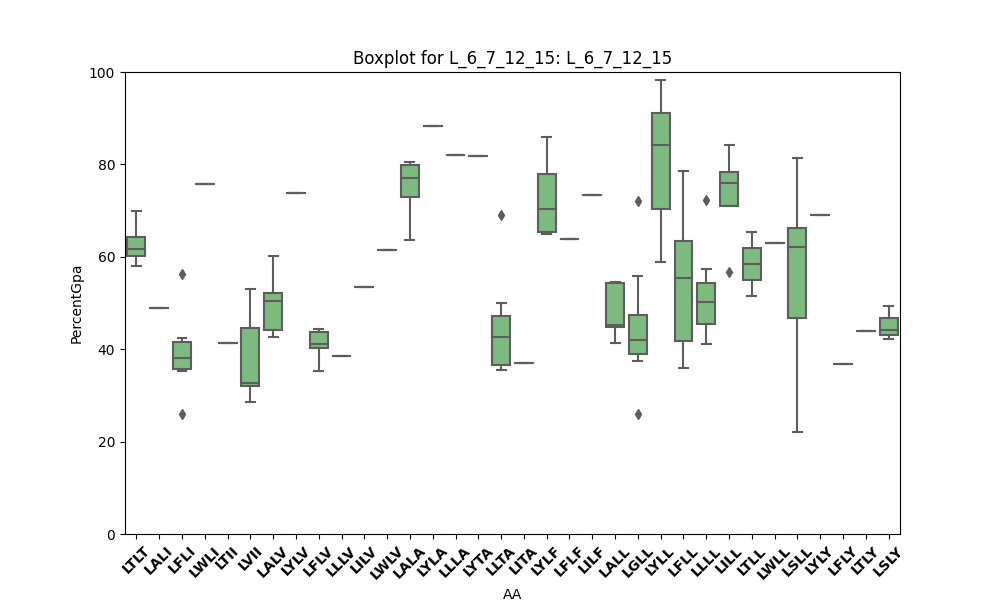 Boxplot for L_6_7_12_15: L_6_7_12_15
100
80
60
40
20
0
PercentGpa
LTLT
LALI
LFLI
LWLI
LTII
LVII
LALV
LYLV
LFLV
LLLV
LILV
LWLV
LALA
LYLA
LLLA
LYTA
LLTA
LITA
LYLF
LFLF
LILF
LALL
LGLL
LYLL
LFLL
LLLL
LILL
LTLL
LWLL
LSLL
LYLY
LFLY
LTLY
LSLY
AA